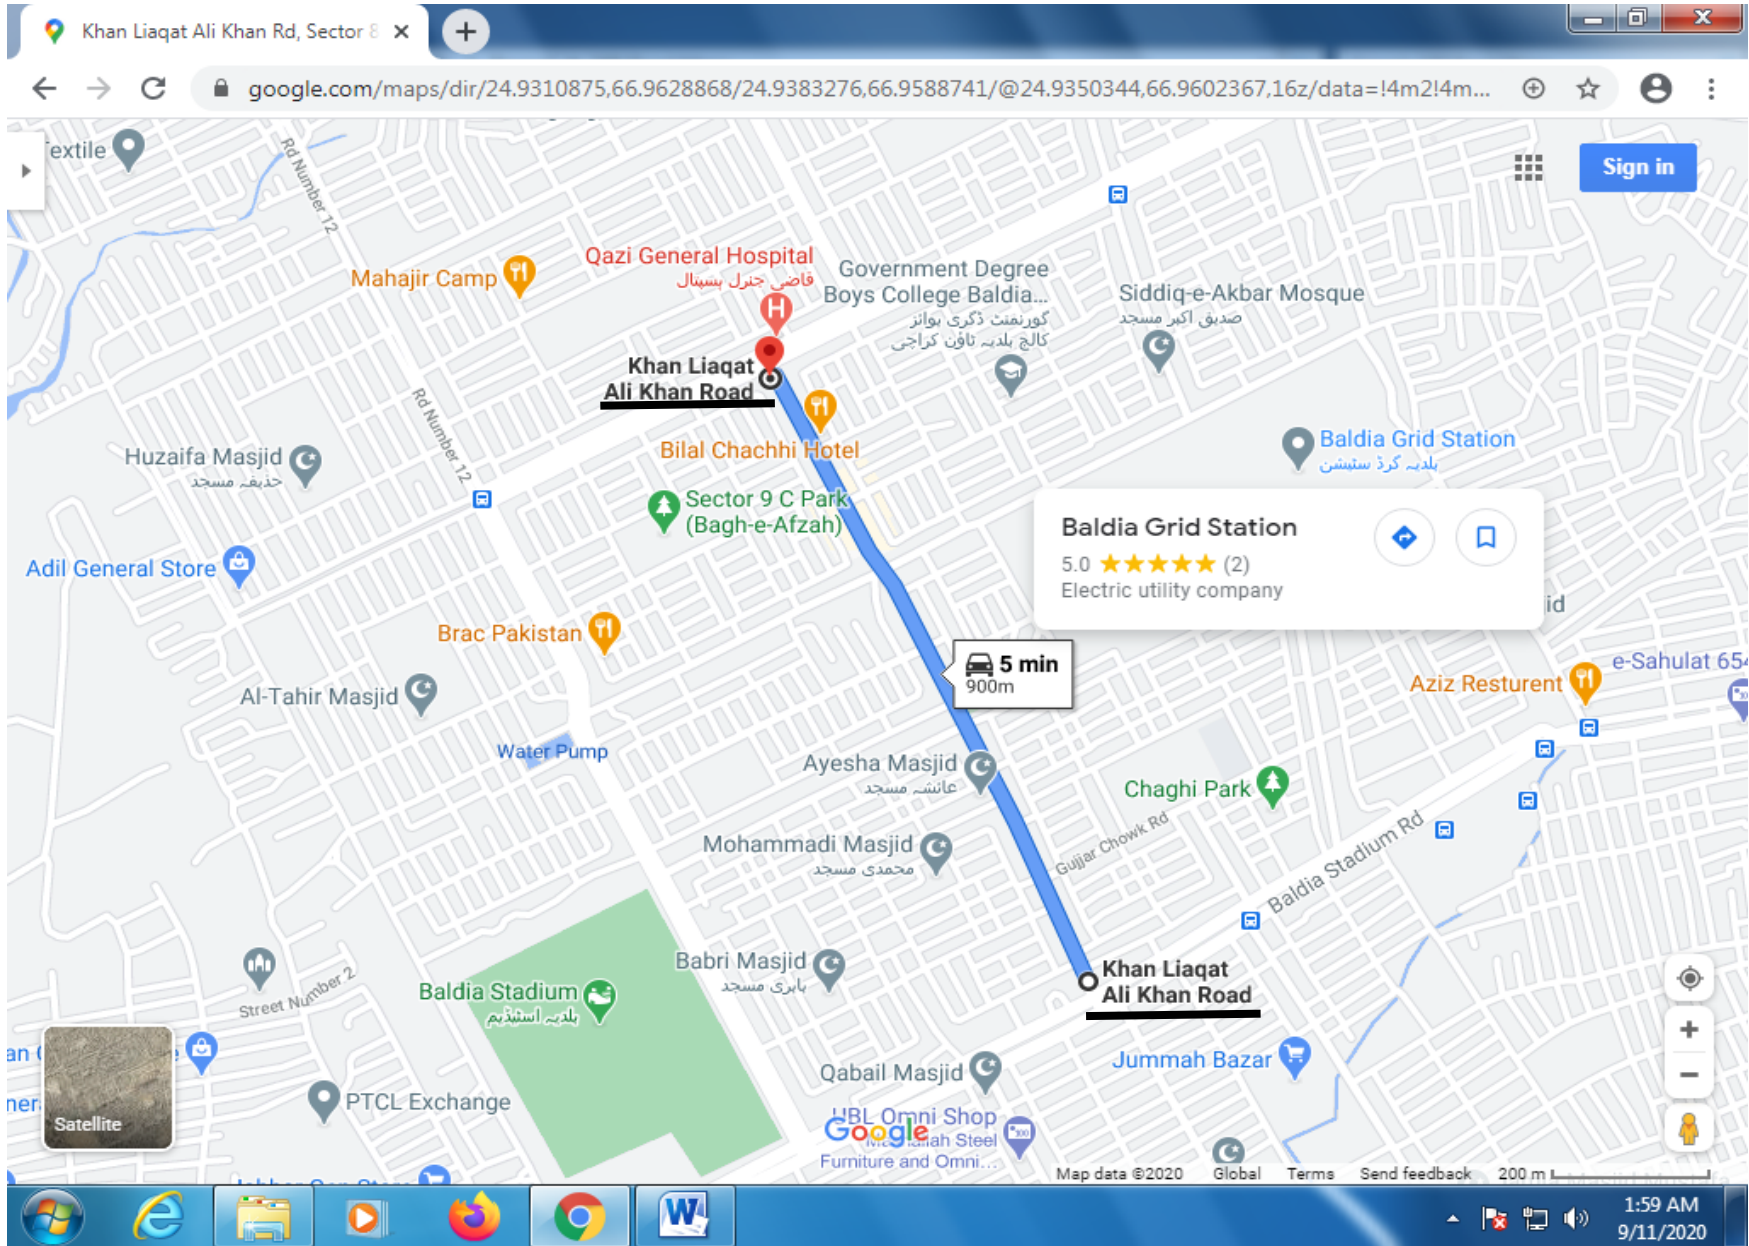 Khan Liaqat Ali Khan Rd, Sector 8
google.com/maps/dir/24.9310875,66.9628868/24.9383276,66.9588741/@24.9350344,66.9602367,16z/data=!4m2!4m...
Sign in
Rd Number 12
Qazi General Hospital
قاضی جنرل ہسپتال
Mahajir Camp
Government Degree
Boys College Baldia...
گورنمنٹ ڈگری بوائز
کالج بلدیہ ٹاؤن کراچی
Siddiq-e-Akbar Mosque
صدیق اکبر مسجد
Khan Liaqat
Ali Khan Road
Rd Number 12
Bilal Chachhi Hotel
Huzaifa Masjid
حذیفہ مسجد
Baldia Grid Station
بلدیہ گرڈ سٹیشن
Sector 9 C Park
(Bagh-e-Afzah)
Baldia Grid Station
5.0 (2)
Electric utility company
Adil General Store
Brac Pakistan
5 min
900m
e-Sahulat 654
Aziz Resturent
Al-Tahir Masjid
Water Pump
Ayesha Masjid
عائشہ مسجد
Chaghi Park
Gujjar Chowk Rd
Baldia Stadium Rd
Mohammadi Masjid
محمدی مسجد
Babri Masjid
بابری مسجد
Khan Liaqat
Ali Khan Road
Street Number 2
Baldia Stadium
بلدیہ اسٹیڈیم
Jummah Bazar
Qabail Masjid
PTCL Exchange
Satellite
UBL Omni Shop
Google
Steel
Furniture and Omni...
Map data ©2020 Global Terms Send feedback 200 m
1:59 AM
9/11/2020